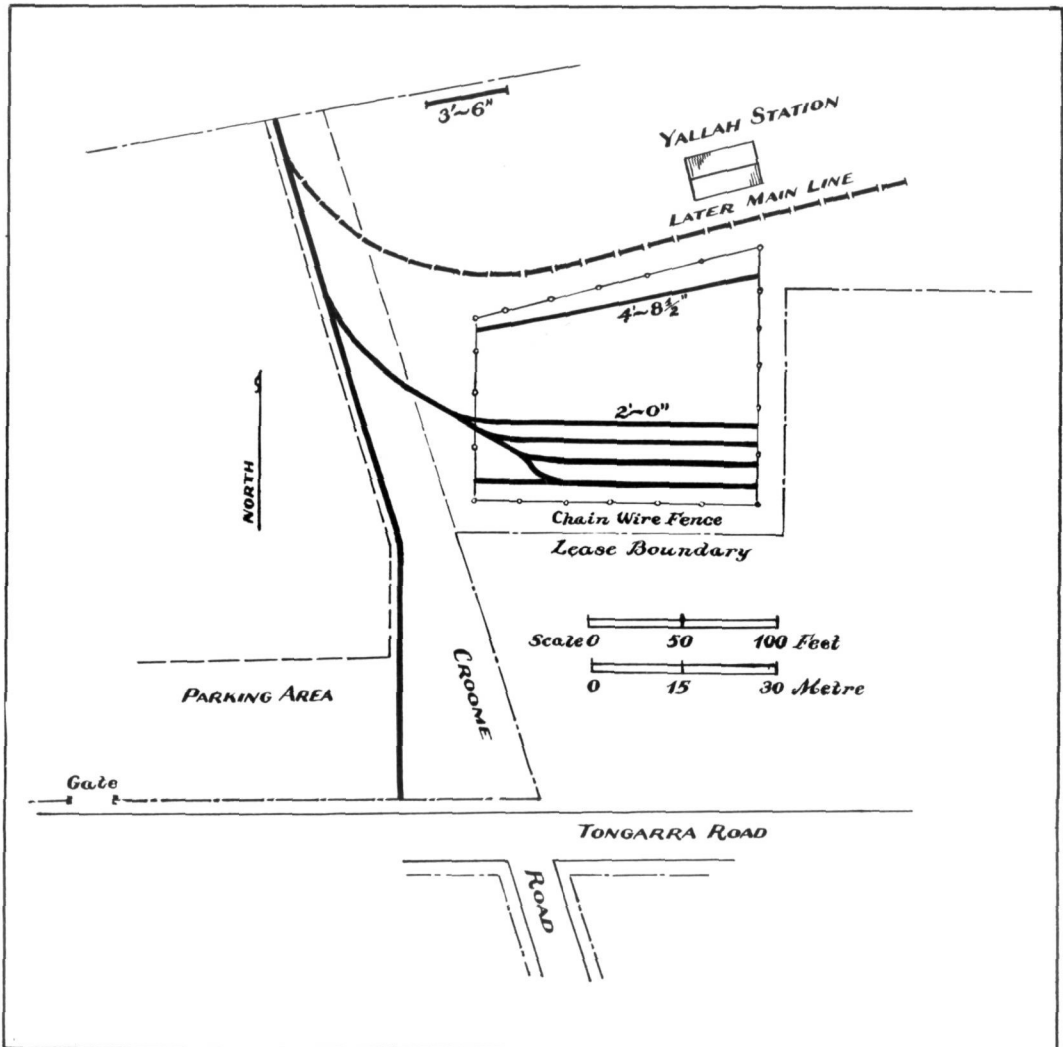 3'~6"
YALLAH STATION
LATER MAIN LINE
4'~8½"
2'~0"
NORTH
Chain Wire Fence
Lease Boundary
Scale 0 50 100 Feet
0 15 30 Metre
CROOME
PARKING AREA
Gate
TONGARRA ROAD
ROAD